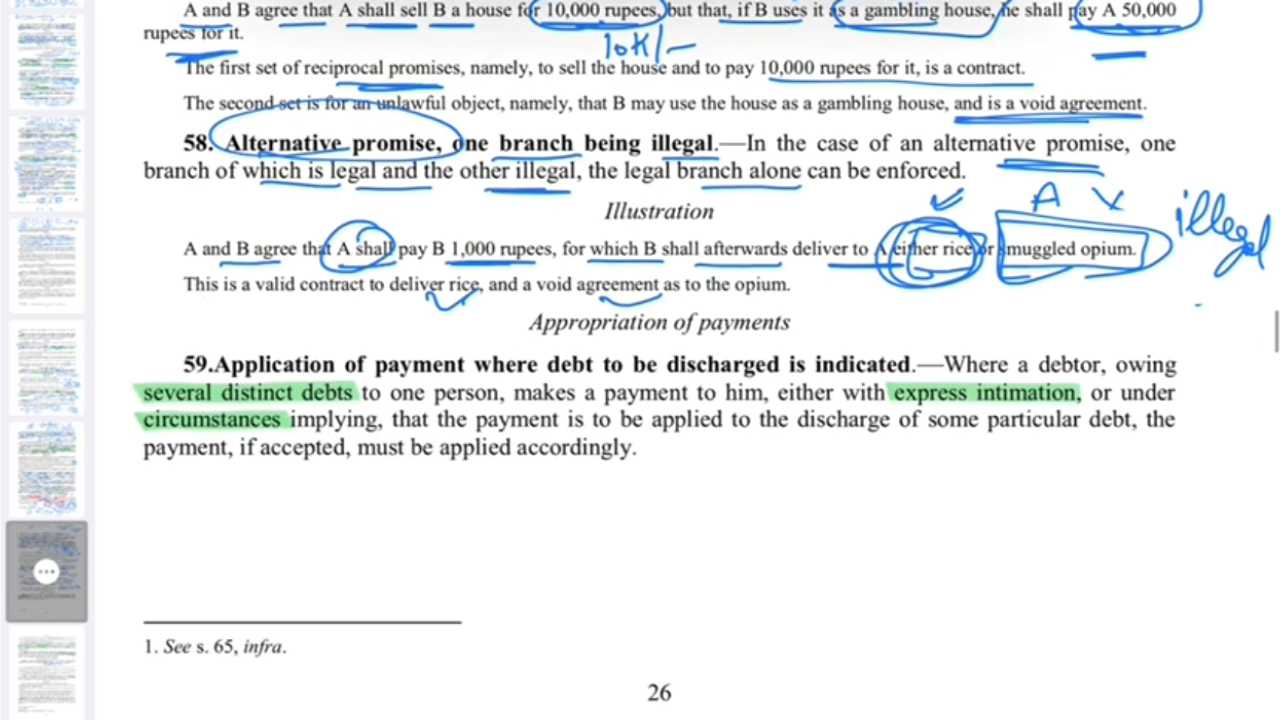 A and B agree that A shall sell B a house for 10,000 rupees, but that, if B uses it as a gambling house, he shall pay A 50,000
rupees for it.
10K/-
The first set of reciprocal promises, namely, to sell the house and to pay 10,000 rupees for it, is a contract.
The second set is for an unlawful object, namely, that B may use the house as a gambling house, and is a void agreement.
58. Alternative promise, one branch being illegal.—In the case of an alternative promise, one
branch of which is legal and the other illegal, the legal branch alone can be enforced.
Illustration
illegal
A and B agree that A shall pay B 1,000 rupees, for which B shall afterwards deliver to A either rice or smuggled opium.
This is a valid contract to deliver rice, and a void agreement as to the opium.
Appropriation of payments
59.Application of payment where debt to be discharged is indicated.—Where a debtor, owing
several distinct debts to one person, makes a payment to him, either with express intimation, or under
circumstances implying, that the payment is to be applied to the discharge of some particular debt, the
payment, if accepted, must be applied accordingly.
1. See s. 65, infra.
26